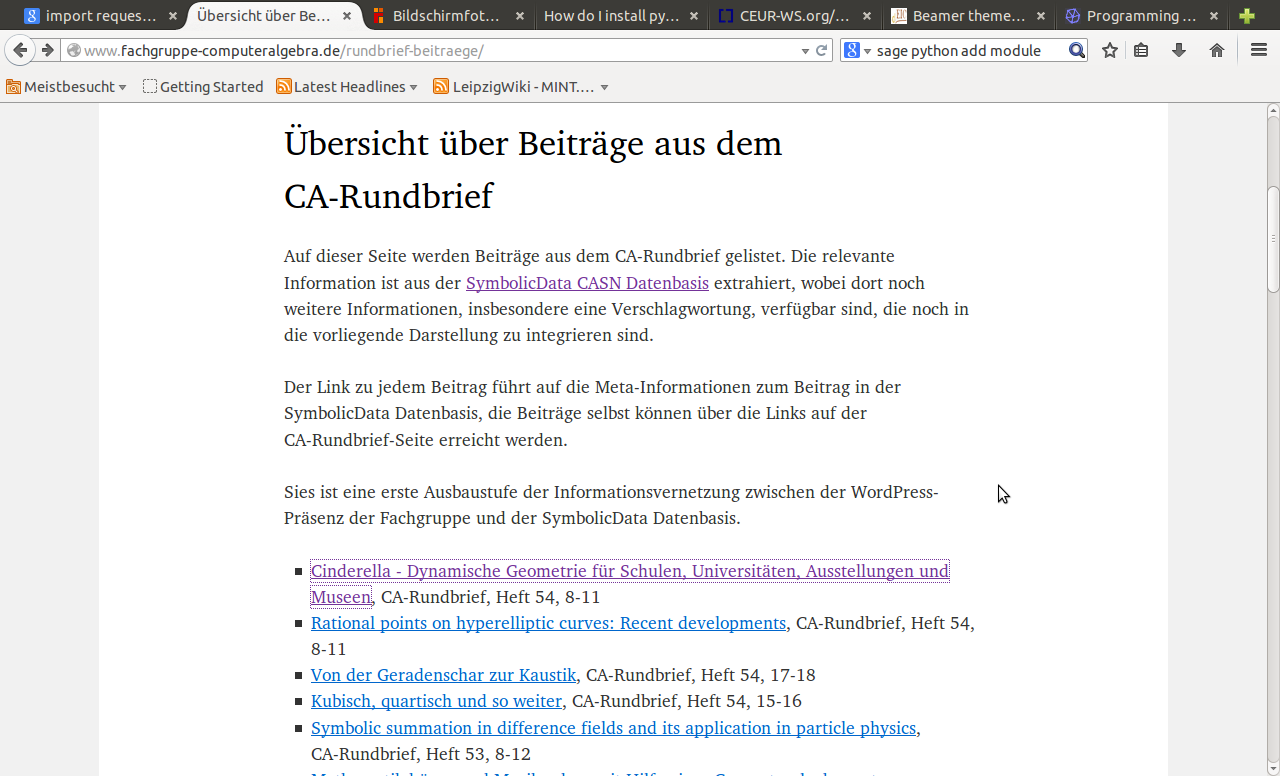 import reques...
Übersicht über Be...
Bildschirmfot...
How do I install py...
CEUR-WS.org/...
Beamer theme...
Programming ...
www.fachgruppe-computeralgebra.de/rundbrief-beitraege/
sage python add module
Meistbesucht
Getting Started
Latest Headlines
LeipzigWiki - MINT....
Übersicht über Beiträge aus dem
CA-Rundbrief
Auf dieser Seite werden Beiträge aus dem CA-Rundbrief gelistet. Die relevante
Information ist aus der SymbolicData CASN Datenbasis extrahiert, wobei dort noch
weitere Informationen, insbesondere eine Verschlagwortung, verfügbar sind, die noch in
die vorliegende Darstellung zu integrieren sind.
Der Link zu jedem Beitrag führt auf die Meta-Informationen zum Beitrag in der
SymbolicData Datenbasis, die Beiträge selbst können über die Links auf der
CA-Rundbrief-Seite erreicht werden.
Sies ist eine erste Ausbaustufe der Informationsvernetzung zwischen der WordPress-
Präsenz der Fachgruppe und der SymbolicData Datenbasis.
Cinderella - Dynamische Geometrie für Schulen, Universitäten, Ausstellungen und
Museen, CA-Rundbrief, Heft 54, 8-11
Rational points on hyperelliptic curves: Recent developments, CA-Rundbrief, Heft 54,
8-11
Von der Geradenschar zur Kaustik, CA-Rundbrief, Heft 54, 17-18
Kubisch, quartisch und so weiter, CA-Rundbrief, Heft 54, 15-16
Symbolic summation in difference fields and its application in particle physics,
CA-Rundbrief, Heft 53, 8-12